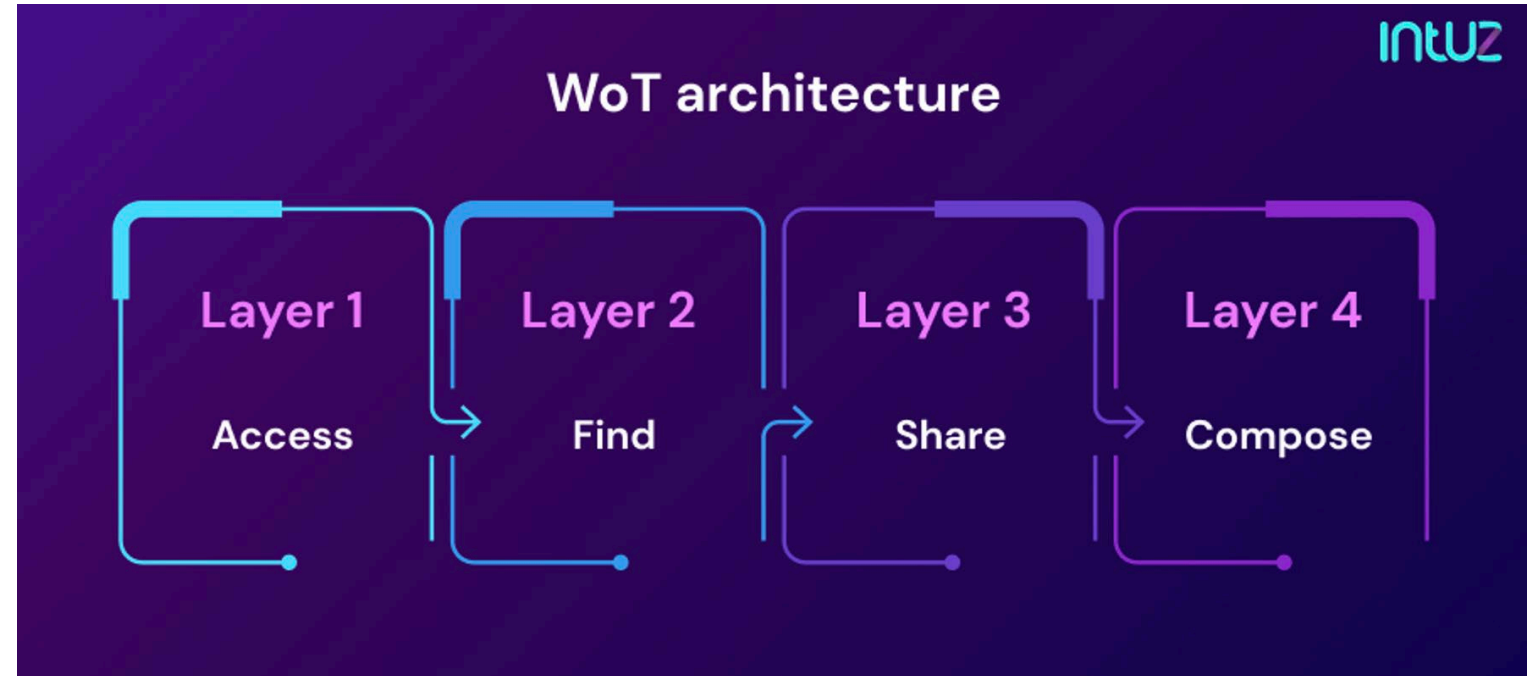 IntUZ
WoT architecture
Layer 1
Layer 2
Layer 3
Layer 4
Access
Find
Share
Compose